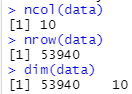 > ncol(data)
[1] 10
> nrow(data)
[1] 53940
> dim(data)
[1] 53940    10